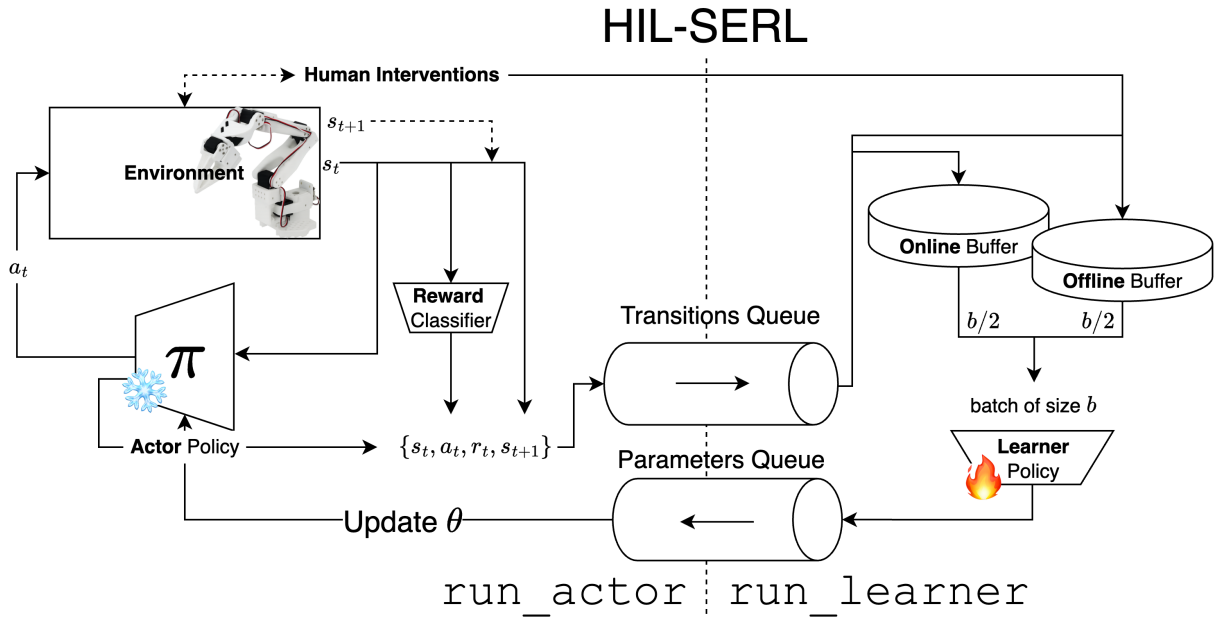 HIL-SERL
Human Interventions
s_{t+1}
Environment
s_t
a_t
Online Buffer
Offline Buffer
Reward
Classifier
Transitions Queue
b/2
b/2
π
batch of size b
Actor Policy
{s_t, a_t, r_t, s_{t+1}}
Parameters Queue
Learner
Policy
Update θ
run_actor
run_learner